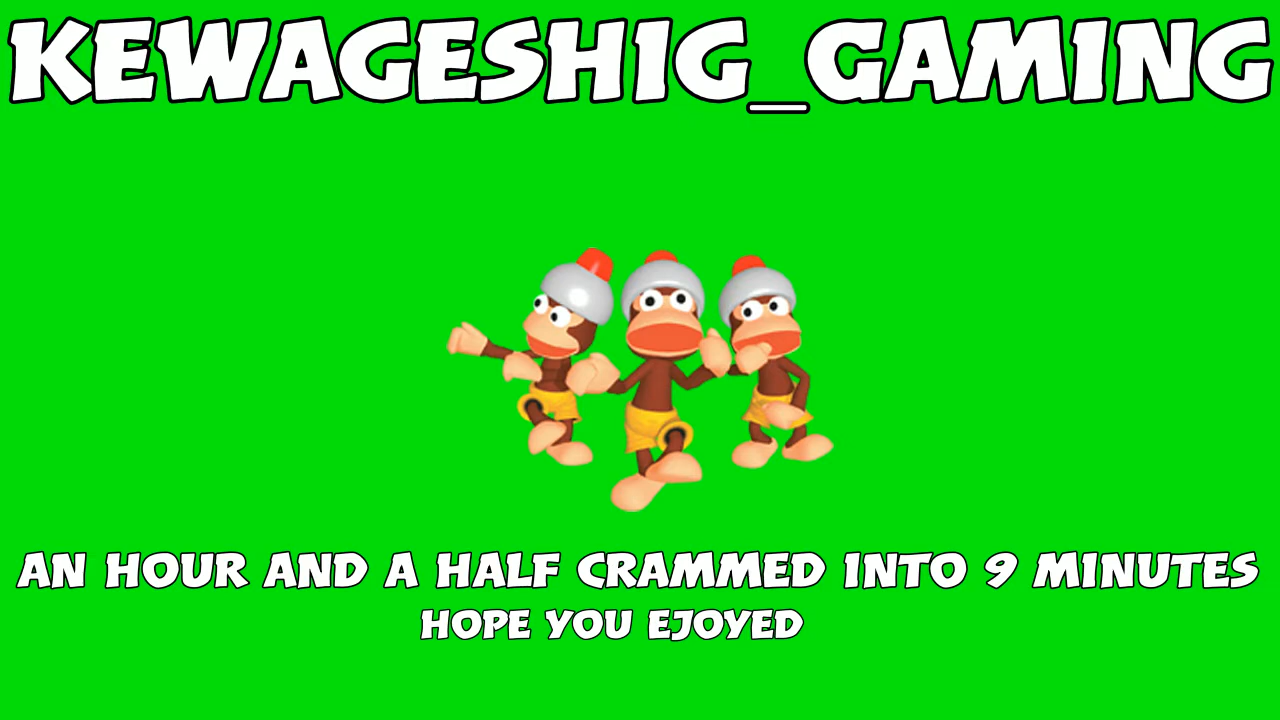 KEWAGESHIG_GAMING
AN HOUR AND A HALF CRAMMED INTO 9 MINUTES
HOPE YOU EJOYED